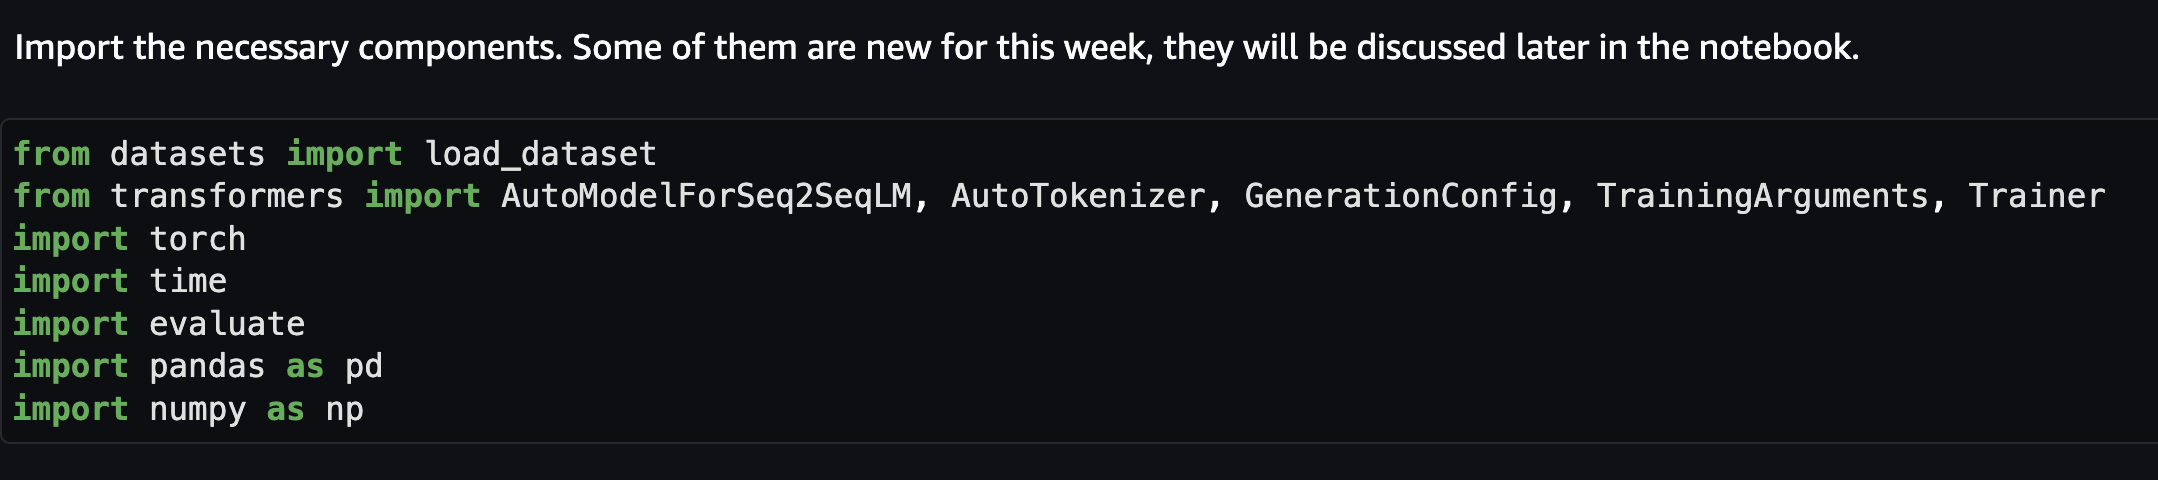 Import the necessary components. Some of them are new for this week, they will be discussed later in the notebook.
from datasets import load_dataset
from transformers import AutoModelForSeq2SeqLM, AutoTokenizer, GenerationConfig, TrainingArguments, Trainer
import torch
import time
import evaluate
import pandas as pd
import numpy as np